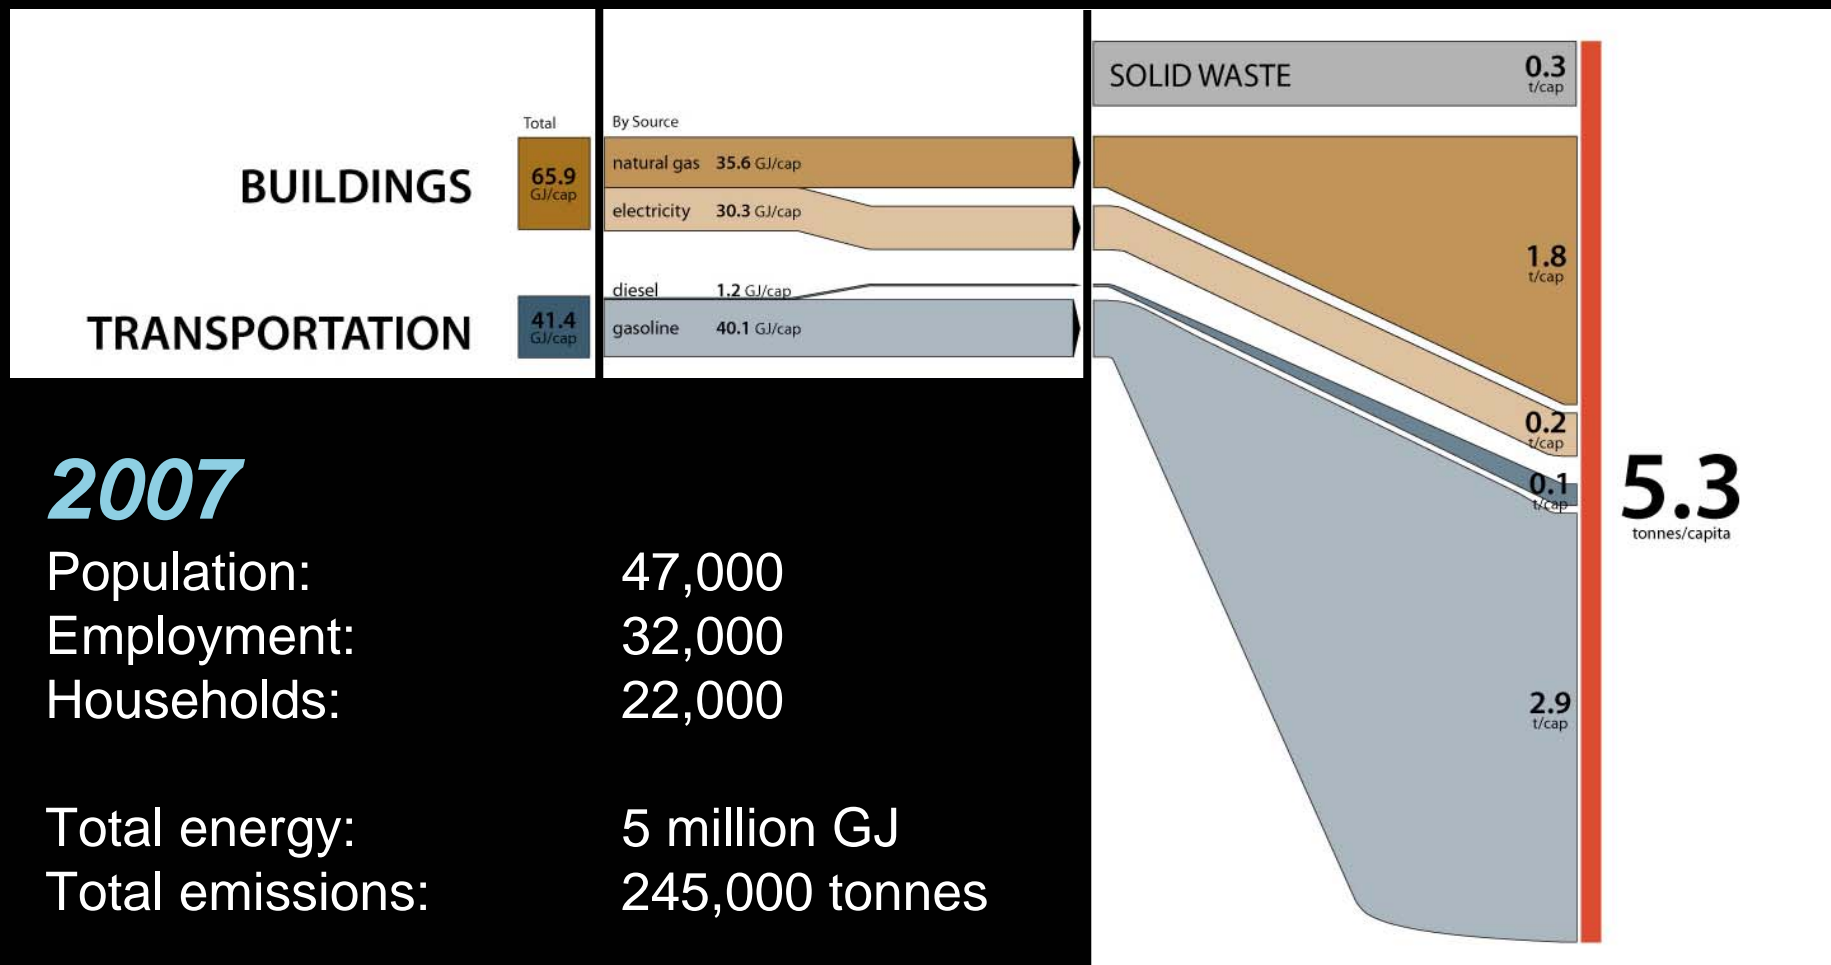 SOLID WASTE 0.3 t/cap
Total By Source
BUILDINGS 65.9 GJ/cap
natural gas 35.6 GJ/cap
electricity 30.3 GJ/cap
1.8 t/cap
TRANSPORTATION 41.4 GJ/cap
diesel 1.2 GJ/cap
gasoline 40.1 GJ/cap
0.2 t/cap
0.1 t/cap
2.9 t/cap
5.3
tonnes/capita
2007
Population: 47,000
Employment: 32,000
Households: 22,000
Total energy: 5 million GJ
Total emissions: 245,000 tonnes